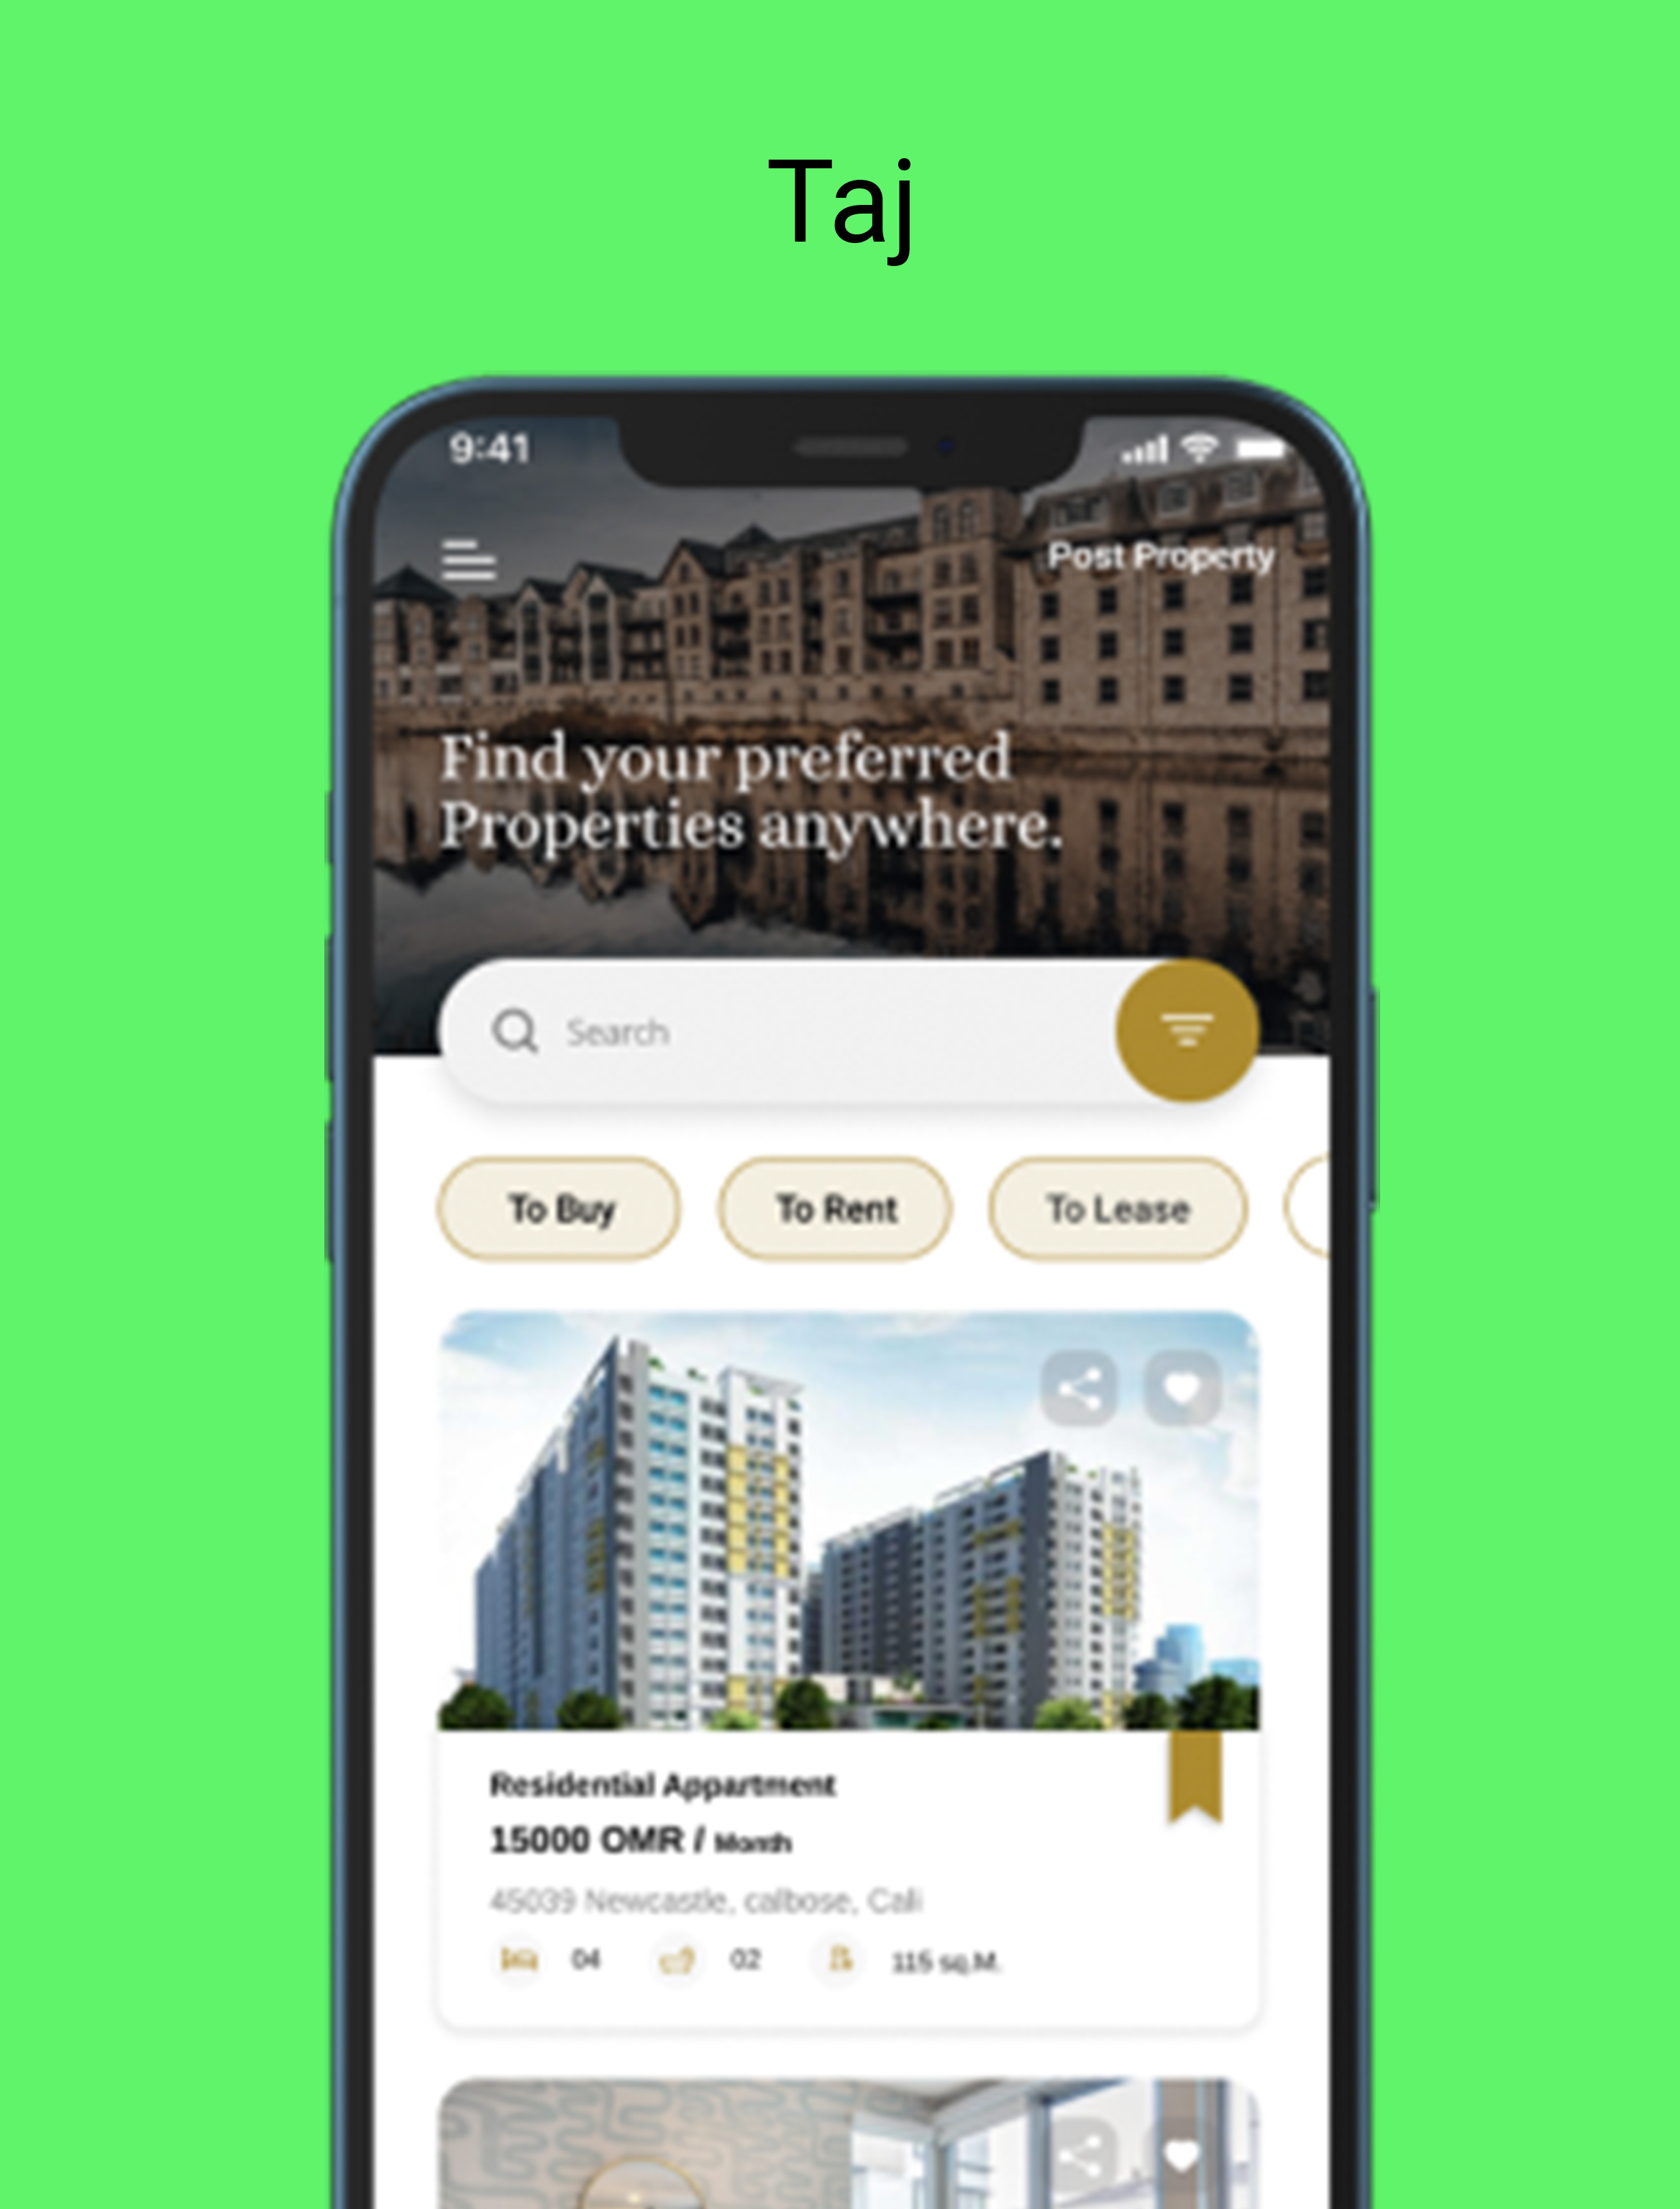 Taj
9:41
Post Property
Find your preferred
Properties anywhere.
Search
To Buy
To Rent
To Lease
Residential Appartment
15000 OMR / Month
45039 Newcastle, calbose, Cali
04
02
115 sq.M.